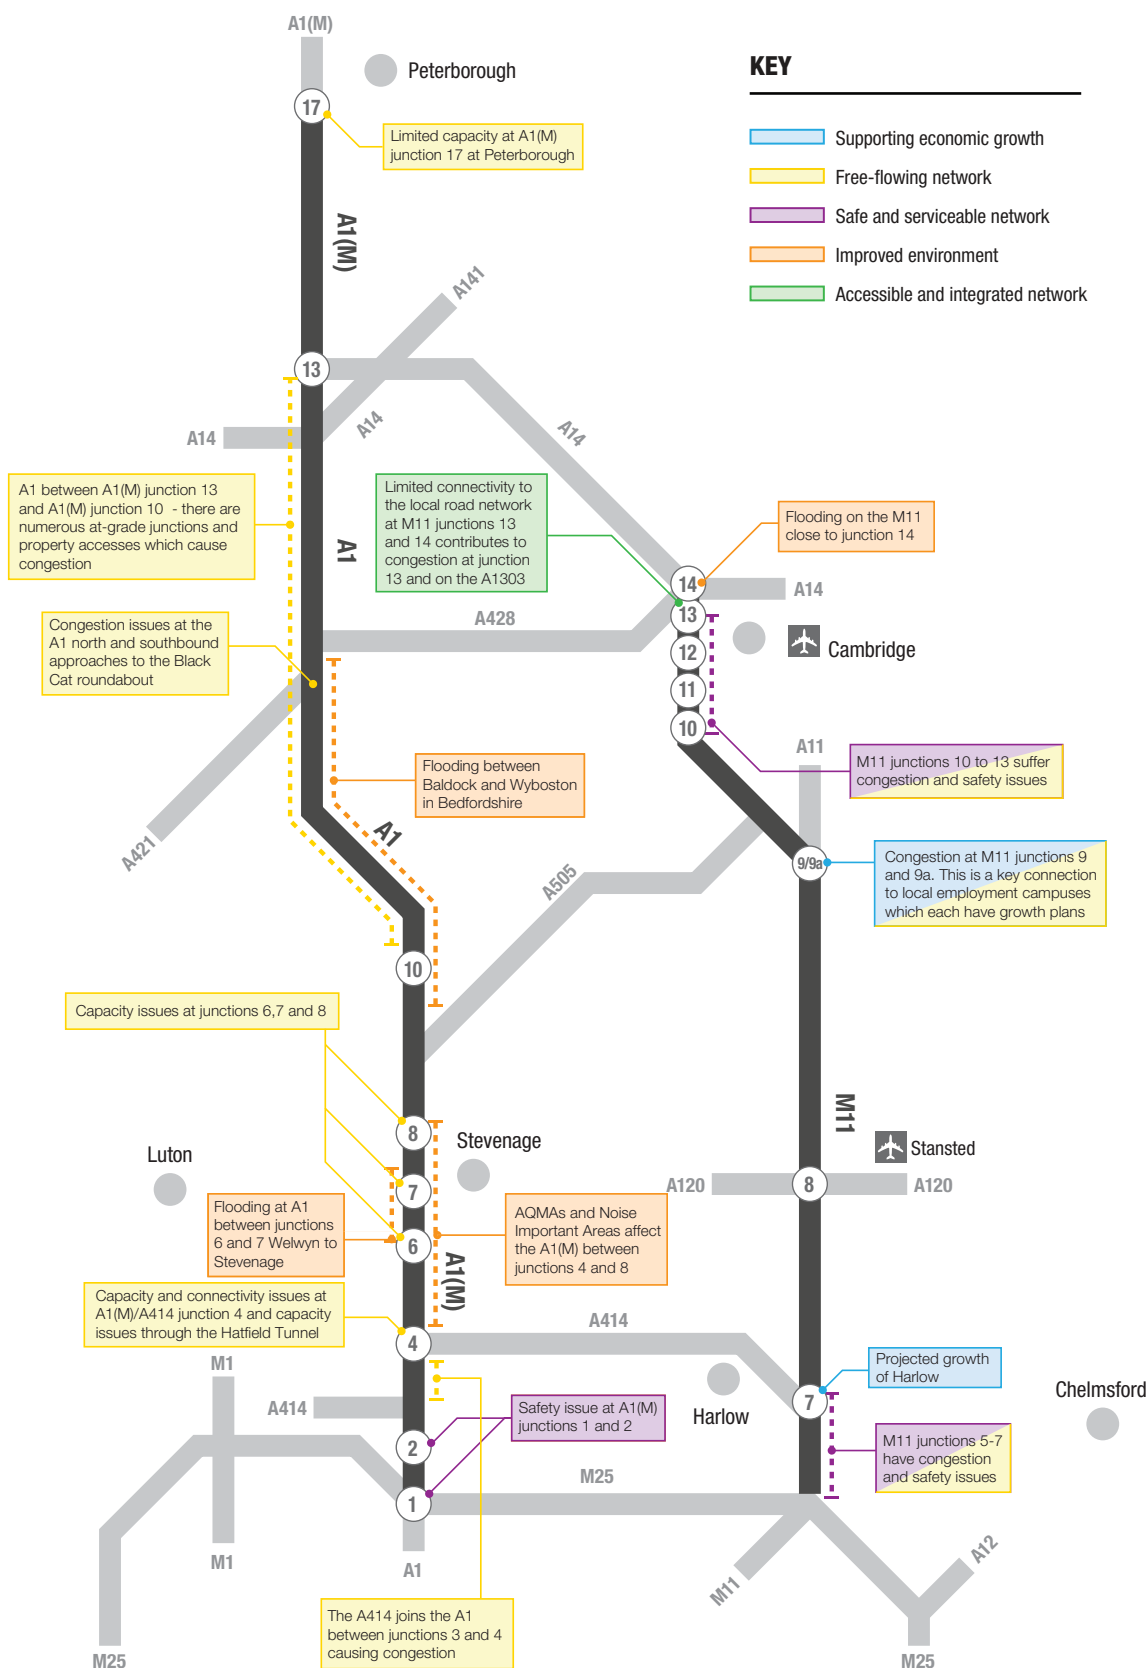 A1(M)
Peterborough
17
Limited capacity at A1(M)
junction 17 at Peterborough
KEY
Supporting economic growth
Free-flowing network
Safe and serviceable network
Improved environment
Accessible and integrated network
A1(M)
A141
13
A14
A14
A14
A1 between A1(M) junction 13
and A1(M) junction 10 - there are
numerous at-grade junctions and
property accesses which cause
congestion
Limited connectivity to
the local road network
at M11 junctions 13
and 14 contributes to
congestion at junction
13 and on the A1303
Flooding on the M11
close to junction 14
A1
14
A14
13
A428
Congestion issues at the
A1 north and southbound
approaches to the Black
Cat roundabout
12
Cambridge
11
10
A11
M11 junctions 10 to 13 suffer
congestion and safety issues
Flooding between
Baldock and Wyboston
in Bedfordshire
A1
A421
9/9a
Congestion at M11 junctions 9
and 9a. This is a key connection
to local employment campuses
which each have growth plans
A505
10
Capacity issues at junctions 6,7 and 8
M11
8
Stevenage
Luton
Stansted
7
A120
8
A120
Flooding at A1
between junctions
6 and 7 Welwyn to
Stevenage
6
AQMAs and Noise
Important Areas affect
the A1(M) between
junctions 4 and 8
A1(M)
Capacity and connectivity issues at
A1(M)/A414 junction 4 and capacity
issues through the Hatfield Tunnel
4
A414
M1
Projected growth
of Harlow
Chelmsford
7
A414
Harlow
Safety issue at A1(M)
junctions 1 and 2
2
M11 junctions 5-7
have congestion
and safety issues
M25
1
M1
A1
M11
A12
The A414 joins the A1
between junctions 3 and 4
causing congestion
M25
M25